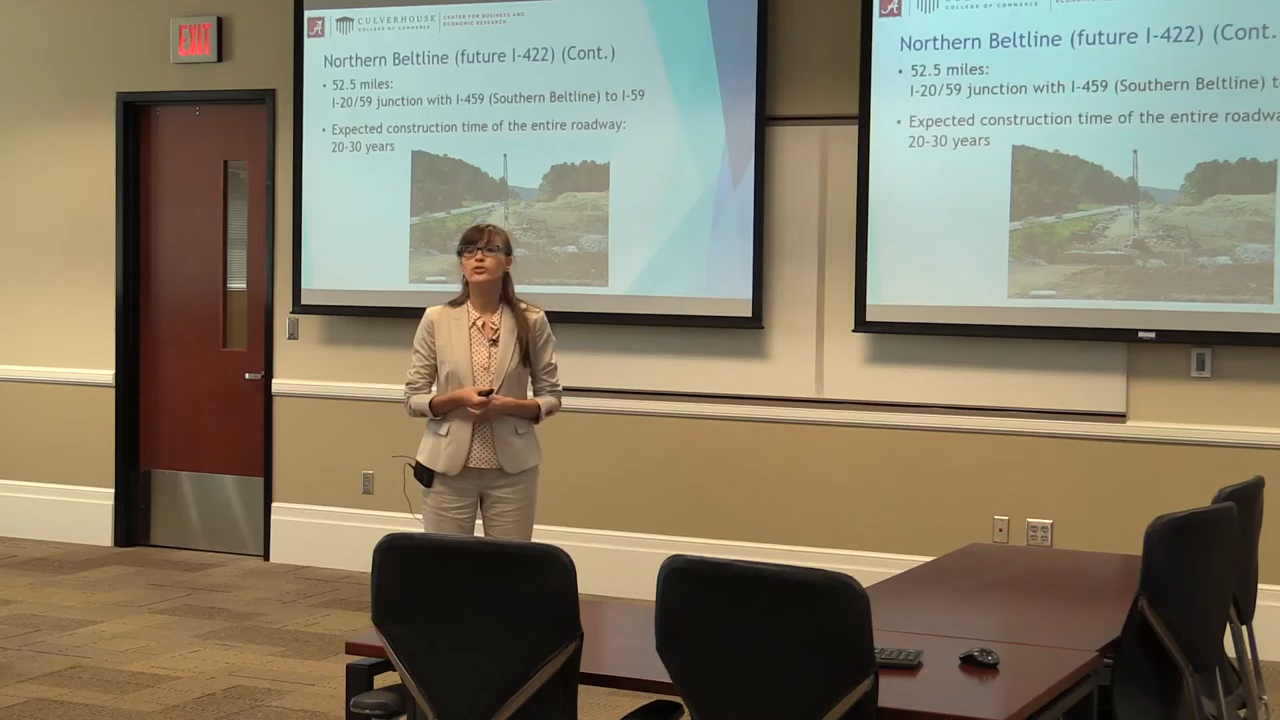 EXIT
A
CULVERHOUSE
COLLEGE OF COMMERCE
CENTER FOR BUSINESS AND
ECONOMIC RESEARCH
Northern Beltline (future I-422) (Cont.)
• 52.5 miles:
I-20/59 junction with I-459 (Southern Beltline) to I-59
• Expected construction time of the entire roadway:
20-30 years
A
COLLEGE OF COMMERCE
Northern Beltline (future I-422) (Cont.
• 52.5 miles:
I-20/59 junction with I-459 (Southern Beltline) t
• Expected construction time of the entire roadwa
20-30 years